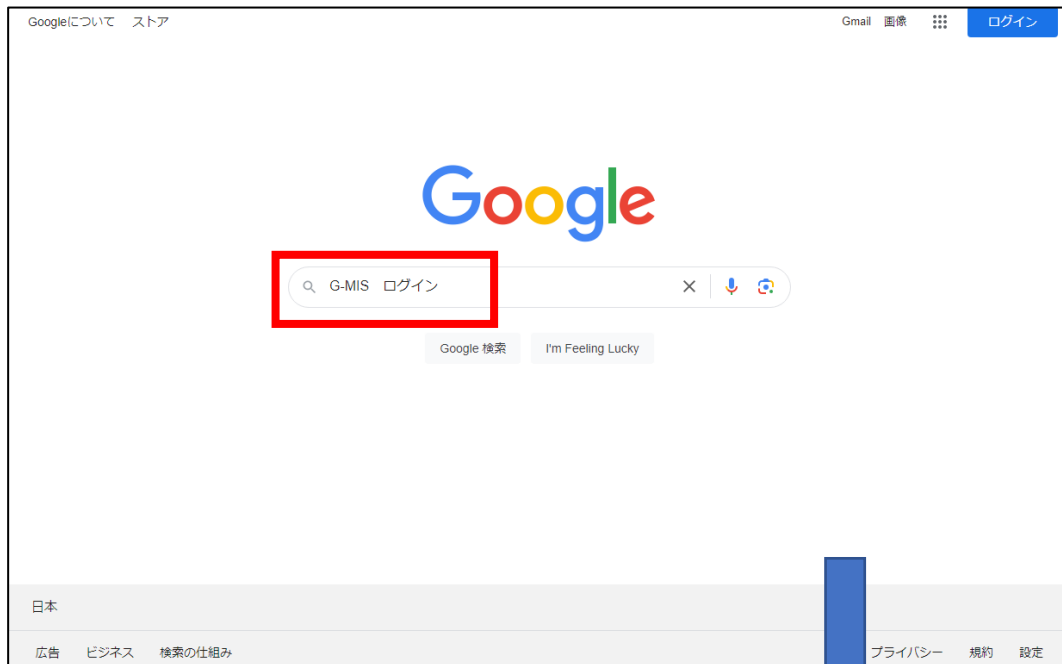 Googleについて ストア Gmail 画像 ログイン
Google
G-MIS　ログイン
Google 検索 I'm Feeling Lucky
日本
広告 ビジネス 検索の仕組み プライバシー 規約 設定